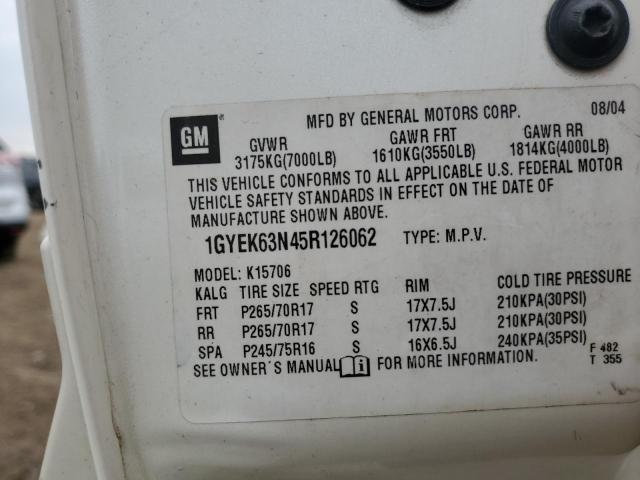 GM
MFD BY GENERAL MOTORS CORP. 08/04
GVWR GAWR FRT GAWR RR
3175KG(7000LB) 1610KG(3550LB) 1814KG(4000LB)
THIS VEHICLE CONFORMS TO ALL APPLICABLE U.S. FEDERAL MOTOR
VEHICLE SAFETY STANDARDS IN EFFECT ON THE DATE OF
MANUFACTURE SHOWN ABOVE.
1GYEK63N45R126062 TYPE: M.P.V.
MODEL: K15706
KALG TIRE SIZE SPEED RTG RIM COLD TIRE PRESSURE
FRT P265/70R17 S 17X7.5J 210KPA(30PSI)
RR P265/70R17 S 17X7.5J 210KPA(30PSI)
SPA P245/75R16 S 16X6.5J 240KPA(35PSI)
SEE OWNER'S MANUAL i FOR MORE INFORMATION. F 482
T 355